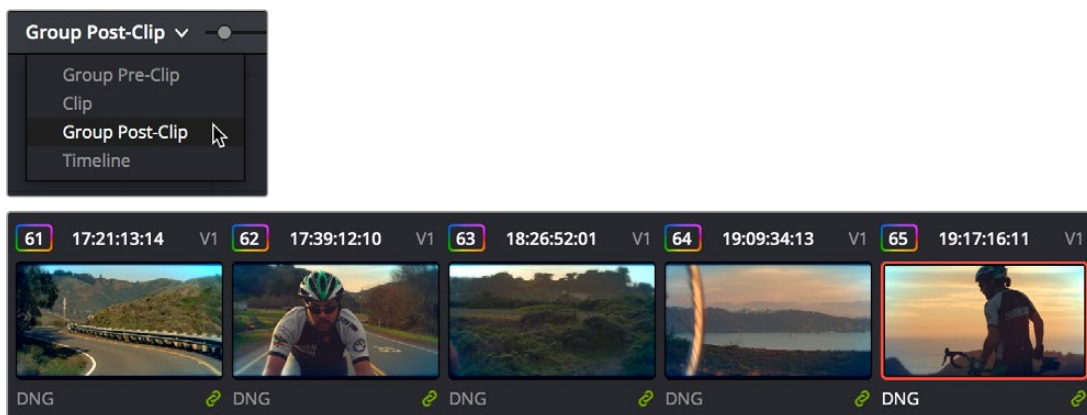 Group Post-Clip
Group Pre-Clip
Clip
Group Post-Clip
Timeline
61 17:21:13:14 V1 62 17:39:12:10 V1 63 18:26:52:01 V1 64 19:09:34:13 V1 65 19:17:16:11 V1
DNG DNG DNG DNG DNG